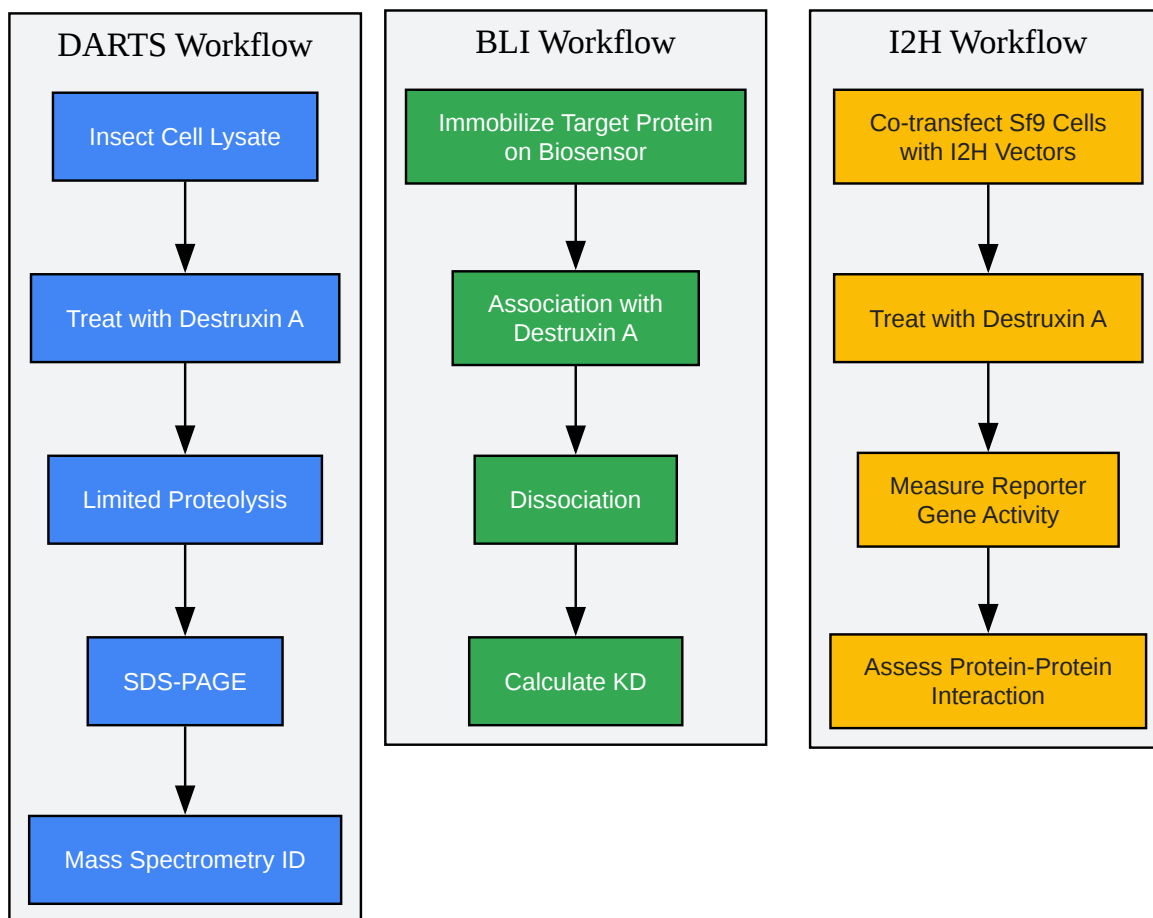 DARTS Workflow
Insect Cell Lysate
Treat with Destruxin A
Limited Proteolysis
SDS-PAGE
Mass Spectrometry ID
BLI Workflow
Immobilize Target Protein
on Biosensor
Association with
Destruxin A
Dissociation
Calculate KD
I2H Workflow
Co-transfect Sf9 Cells
with I2H Vectors
Treat with Destruxin A
Measure Reporter
Gene Activity
Assess Protein-Protein
Interaction